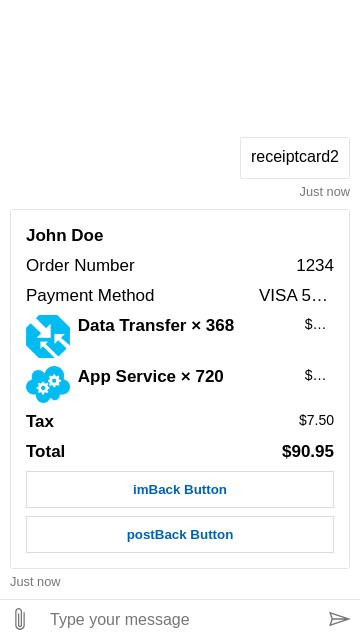 receiptcard2
Just now
John Doe
Order Number 1234
Payment Method VISA 5…
Data Transfer × 368 $…
App Service × 720 $…
Tax $7.50
Total $90.95
imBack Button
postBack Button
Just now
Type your message